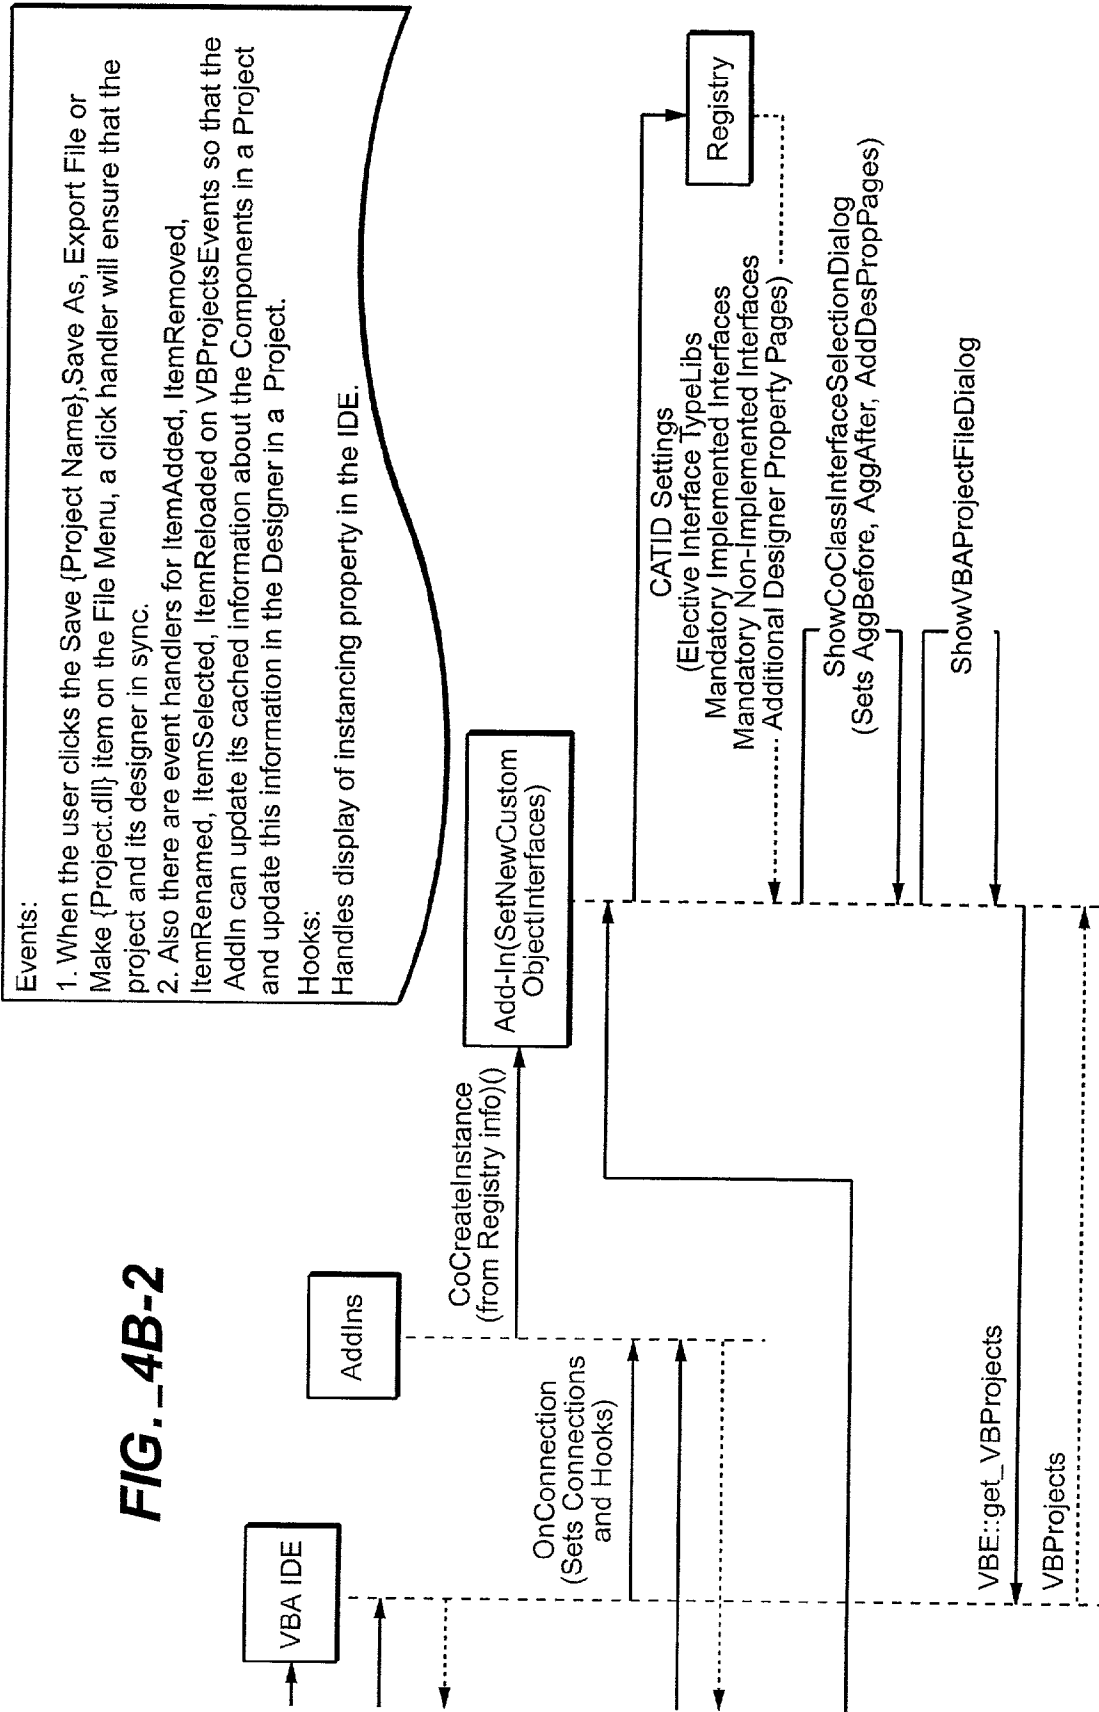 FIG._4B-2
Events:
1. When the user clicks the Save {Project Name},Save As, Export File or
Make {Project.dll} item on the File Menu, a click handler will ensure that the
project and its designer in sync.
2. Also there are event handlers for ItemAdded, ItemRemoved,
ItemRenamed, ItemSelected, ItemReloaded on VBProjectsEvents so that the
AddIn can update its cached information about the Components in a Project
and update this information in the Designer in a Project.
Hooks:
Handles display of instancing property in the IDE.
VBA IDE
AddIns
CoCreateInstance
(from Registry info)()
Add-In(SetNewCustom
ObjectInterfaces)
Registry
OnConnection
(Sets Connections
and Hooks)
CATID Settings
(Elective Interface TypeLibs
Mandatory Implemented Interfaces
Mandatory Non-Implemented Interfaces
Additional Designer Property Pages)
ShowCoClassInterfaceSelectionDialog
(Sets AggBefore, AggAfter, AddDesPropPages)
ShowVBAProjectFileDialog
VBE::get_VBProjects
VBProjects